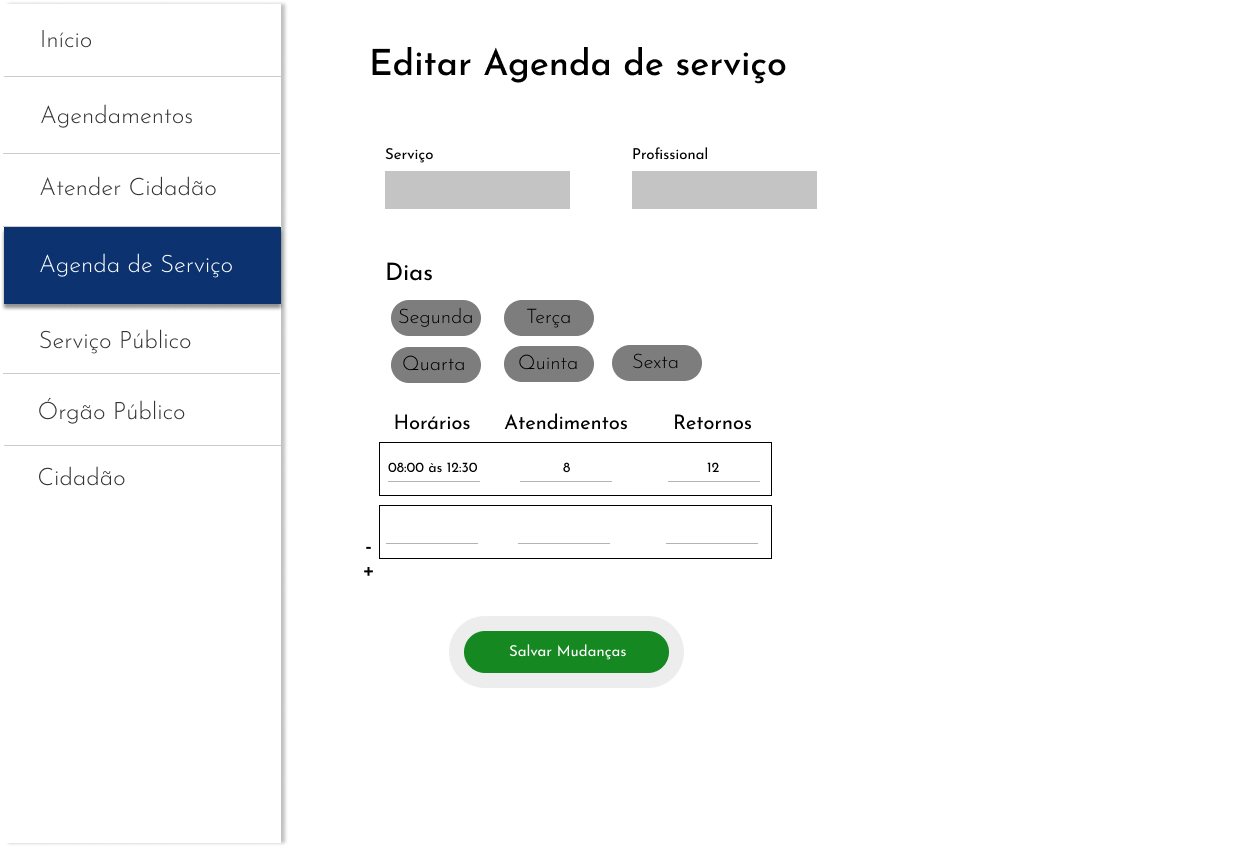 Início
Agendamentos
Atender Cidadão
Agenda de Serviço
Serviço Público
Órgão Público
Cidadão
Editar Agenda de serviço
Serviço Profissional
Dias
Segunda Terça
Quarta Quinta Sexta
Horários Atendimentos Retornos
08:00 às 12:30 8 12
-
+
Salvar Mudanças